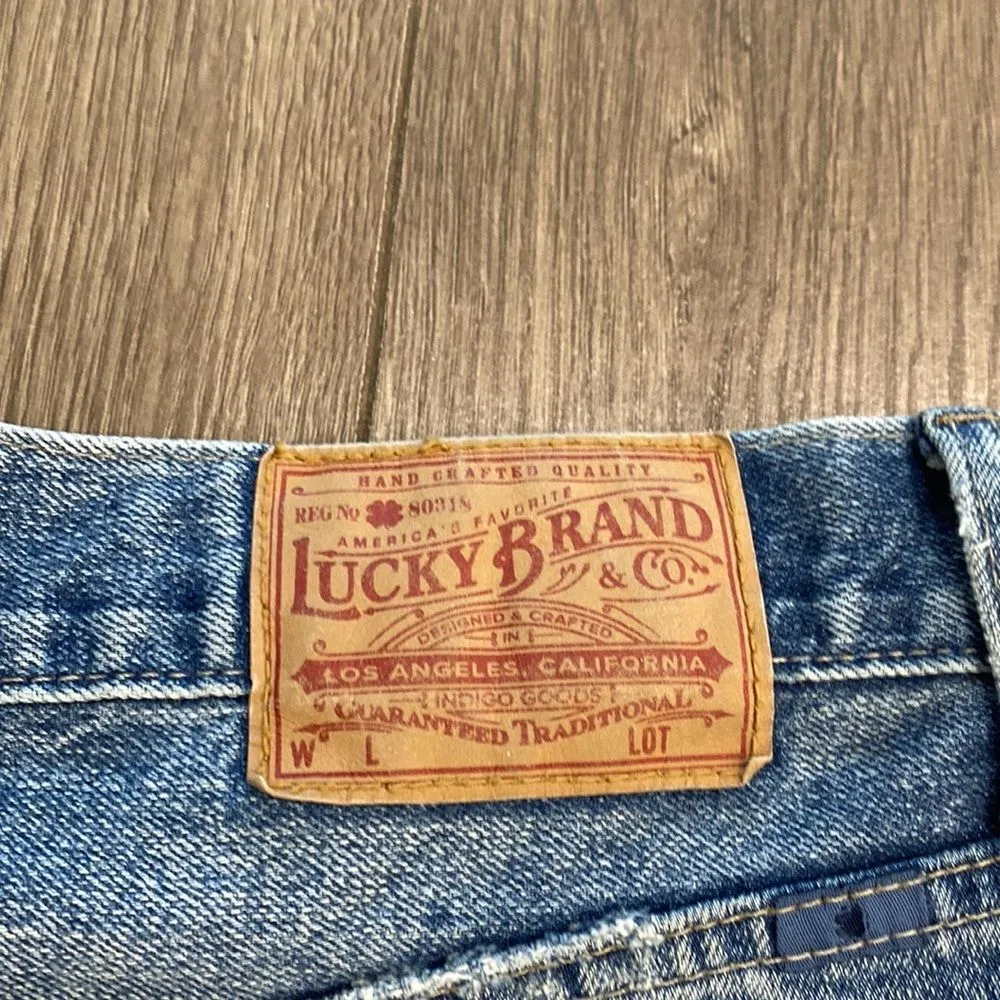 HAND CRAFTED QUALITY
REG No 80318
AMERICA'S FAVORITE
LUCKY BRAND
& CO.
DESIGNED & CRAFTED
IN
LOS ANGELES, CALIFORNIA
INDIGO GOODS
GUARANTEED TRADITIONAL
W L LOT